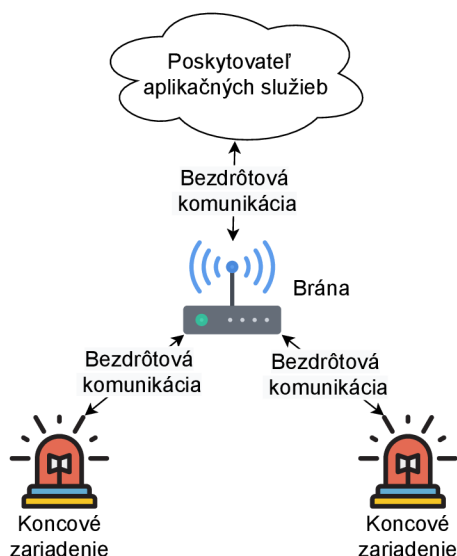 Poskytovateľ
aplikačných služieb
Bezdrôtová
komunikácia
Brána
Bezdrôtová
komunikácia
Bezdrôtová
komunikácia
Koncové
zariadenie
Koncové
zariadenie